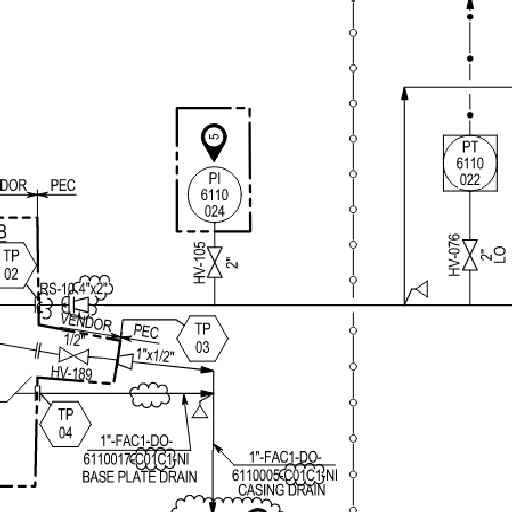 5
PI
6110
024
PT
6110
022
HV-105
2"
HV-076
2"
LO
DOR
PEC
B
TP
02
RS-10
4"x2"
VENDOR
PEC
TP
03
1/2"
1"x1/2"
HV-189
TP
04
1"-FAC1-DO-
6110017-C01C1-NI
BASE PLATE DRAIN
1"-FAC1-DO-
6110005-C01C1-NI
CASING DRAIN